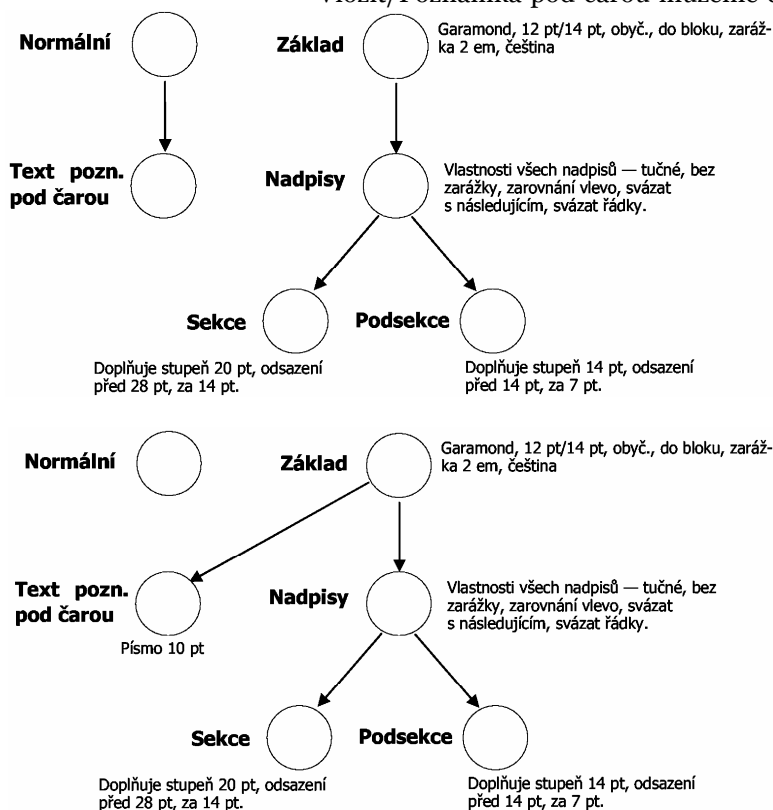 Vložit/Poznámka pod čarou můžeme
Normální
Základ
Garamond, 12 pt/14 pt, obyč., do bloku, zaráž-
ka 2 em, čeština
Text pozn.
pod čarou
Nadpisy
Vlastnosti všech nadpisů — tučné, bez
zarážky, zarovnání vlevo, svázat
s následujícím, svázat řádky.
Sekce
Podsekce
Doplňuje stupeň 20 pt, odsazení
před 28 pt, za 14 pt.
Doplňuje stupeň 14 pt, odsazení
před 14 pt, za 7 pt.
Normální
Základ
Garamond, 12 pt/14 pt, obyč., do bloku, zaráž-
ka 2 em, čeština
Text pozn.
pod čarou
Písmo 10 pt
Nadpisy
Vlastnosti všech nadpisů — tučné, bez
zarážky, zarovnání vlevo, svázat
s následujícím, svázat řádky.
Sekce
Podsekce
Doplňuje stupeň 20 pt, odsazení
před 28 pt, za 14 pt.
Doplňuje stupeň 14 pt, odsazení
před 14 pt, za 7 pt.